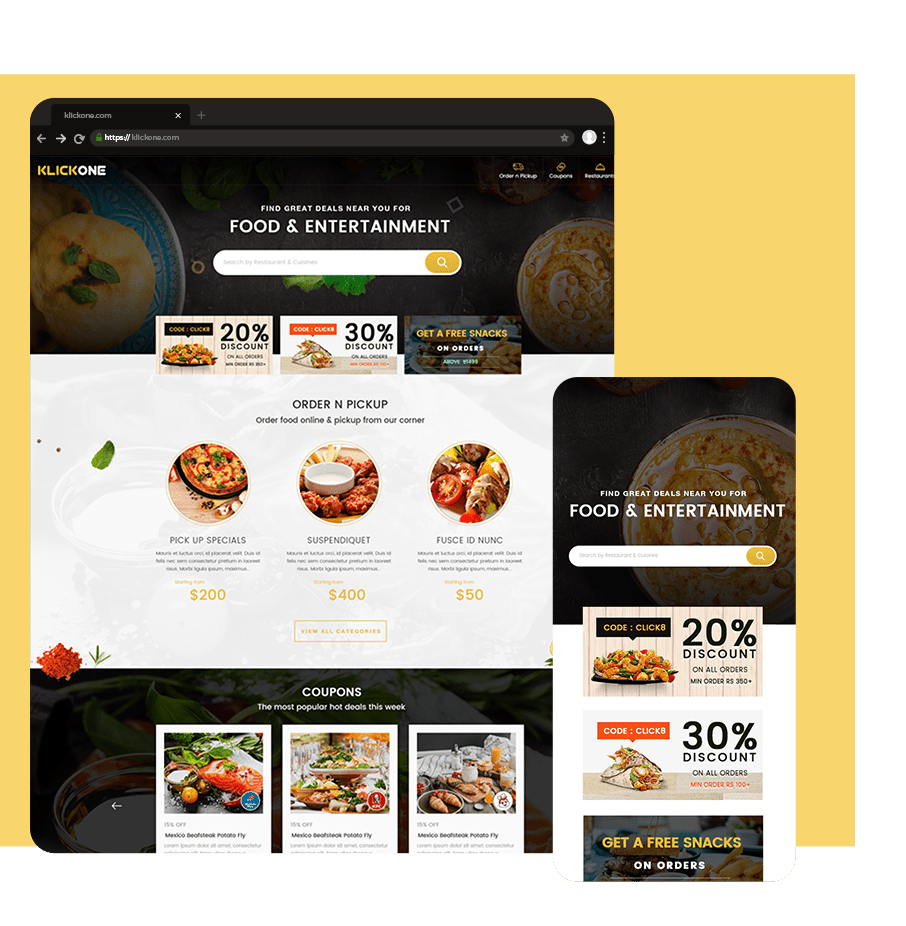 klickone.com
https://klickone.com
KLICKONE
Order n Pickup
Coupons
Restaurants
FIND GREAT DEALS NEAR YOU FOR
FOOD & ENTERTAINMENT
Search by Restaurant & Cuisines
CODE : CLICK8
20%
DISCOUNT
ON ALL ORDERS
MIN ORDER RS 350+
CODE : CLICK8
30%
DISCOUNT
ON ALL ORDERS
MIN ORDER RS 100+
GET A FREE SNACKS
ON ORDERS
ORDER N PICKUP
Order food online & pickup from our corner
PICK UP SPECIALS
Mauris et luctus orci, id placerat velit. Duis id
felis nec sem consectetur pretium in laoreet
risus. Morbi ligula ipsum, maximus...
Starting from
$200
SUSPENDIQUET
Mauris et luctus orci, id placerat velit. Duis id
felis nec sem consectetur pretium in laoreet
risus. Morbi ligula ipsum, maximus...
Starting from
$400
FUSCE ID NUNC
Mauris et luctus orci, id placerat velit. Duis id
felis nec sem consectetur pretium in laoreet
risus. Morbi ligula ipsum, maximus...
Starting from
$50
VIEW ALL CATEGORIES
COUPONS
The most popular hot deals this week
15% OFF
Mexico Beafsteak Potato Fly
Lorem ipsum dolor sit amet, consectetur
15% OFF
Mexico Beafsteak Potato Fly
Lorem ipsum dolor sit amet, consectetur
15% OFF
Mexico Beafsteak Potato Fly
Lorem ipsum dolor sit amet, consectetur
FIND GREAT DEALS NEAR YOU FOR
FOOD & ENTERTAINMENT
Search by Restaurant & Cuisines
CODE : CLICK8
20%
DISCOUNT
ON ALL ORDERS
MIN ORDER RS 350+
CODE : CLICK8
30%
DISCOUNT
ON ALL ORDERS
MIN ORDER RS 100+
GET A FREE SNACKS
ON ORDERS